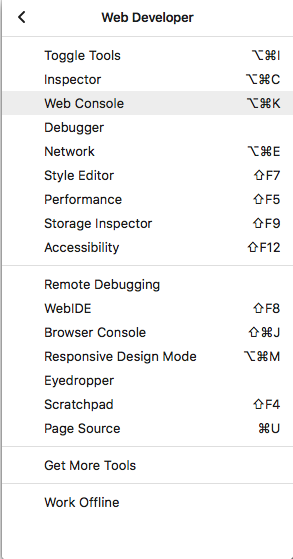 Web Developer
Toggle Tools ⌥⌘I
Inspector ⌥⌘C
Web Console ⌥⌘K
Debugger
Network ⌥⌘E
Style Editor ⇧F7
Performance ⇧F5
Storage Inspector ⇧F9
Accessibility ⇧F12
Remote Debugging
WebIDE ⇧F8
Browser Console ⇧⌘J
Responsive Design Mode ⌥⌘M
Eyedropper
Scratchpad ⇧F4
Page Source ⌘U
Get More Tools
Work Offline